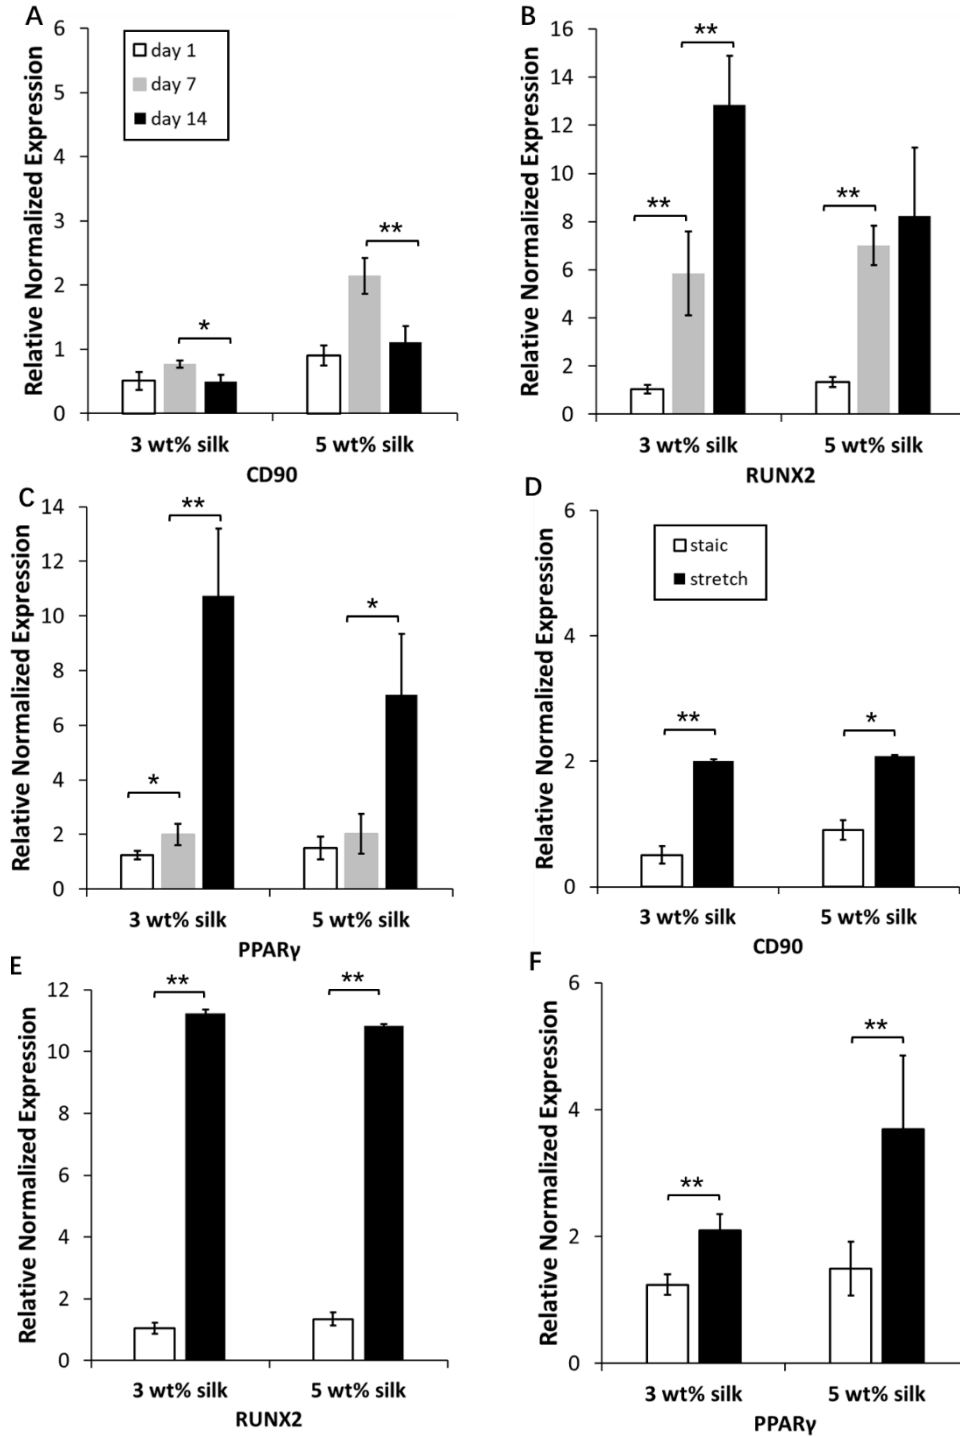 A
Relative Normalized Expression
6
5
4
3
2
1
0
day 1
day 7
day 14
*
**
3 wt% silk
5 wt% silk
CD90
B
Relative Normalized Expression
16
14
12
10
8
6
4
2
0
**
**
**
3 wt% silk
5 wt% silk
RUNX2
C
Relative Normalized Expression
14
12
10
8
6
4
2
0
*
**
*
3 wt% silk
5 wt% silk
PPARγ
D
Relative Normalized Expression
6
4
2
0
staic
stretch
**
*
3 wt% silk
5 wt% silk
CD90
E
Relative Normalized Expression
12
10
8
6
4
2
0
**
**
3 wt% silk
5 wt% silk
RUNX2
F
Relative Normalized Expression
6
4
2
0
**
**
3 wt% silk
5 wt% silk
PPARγ